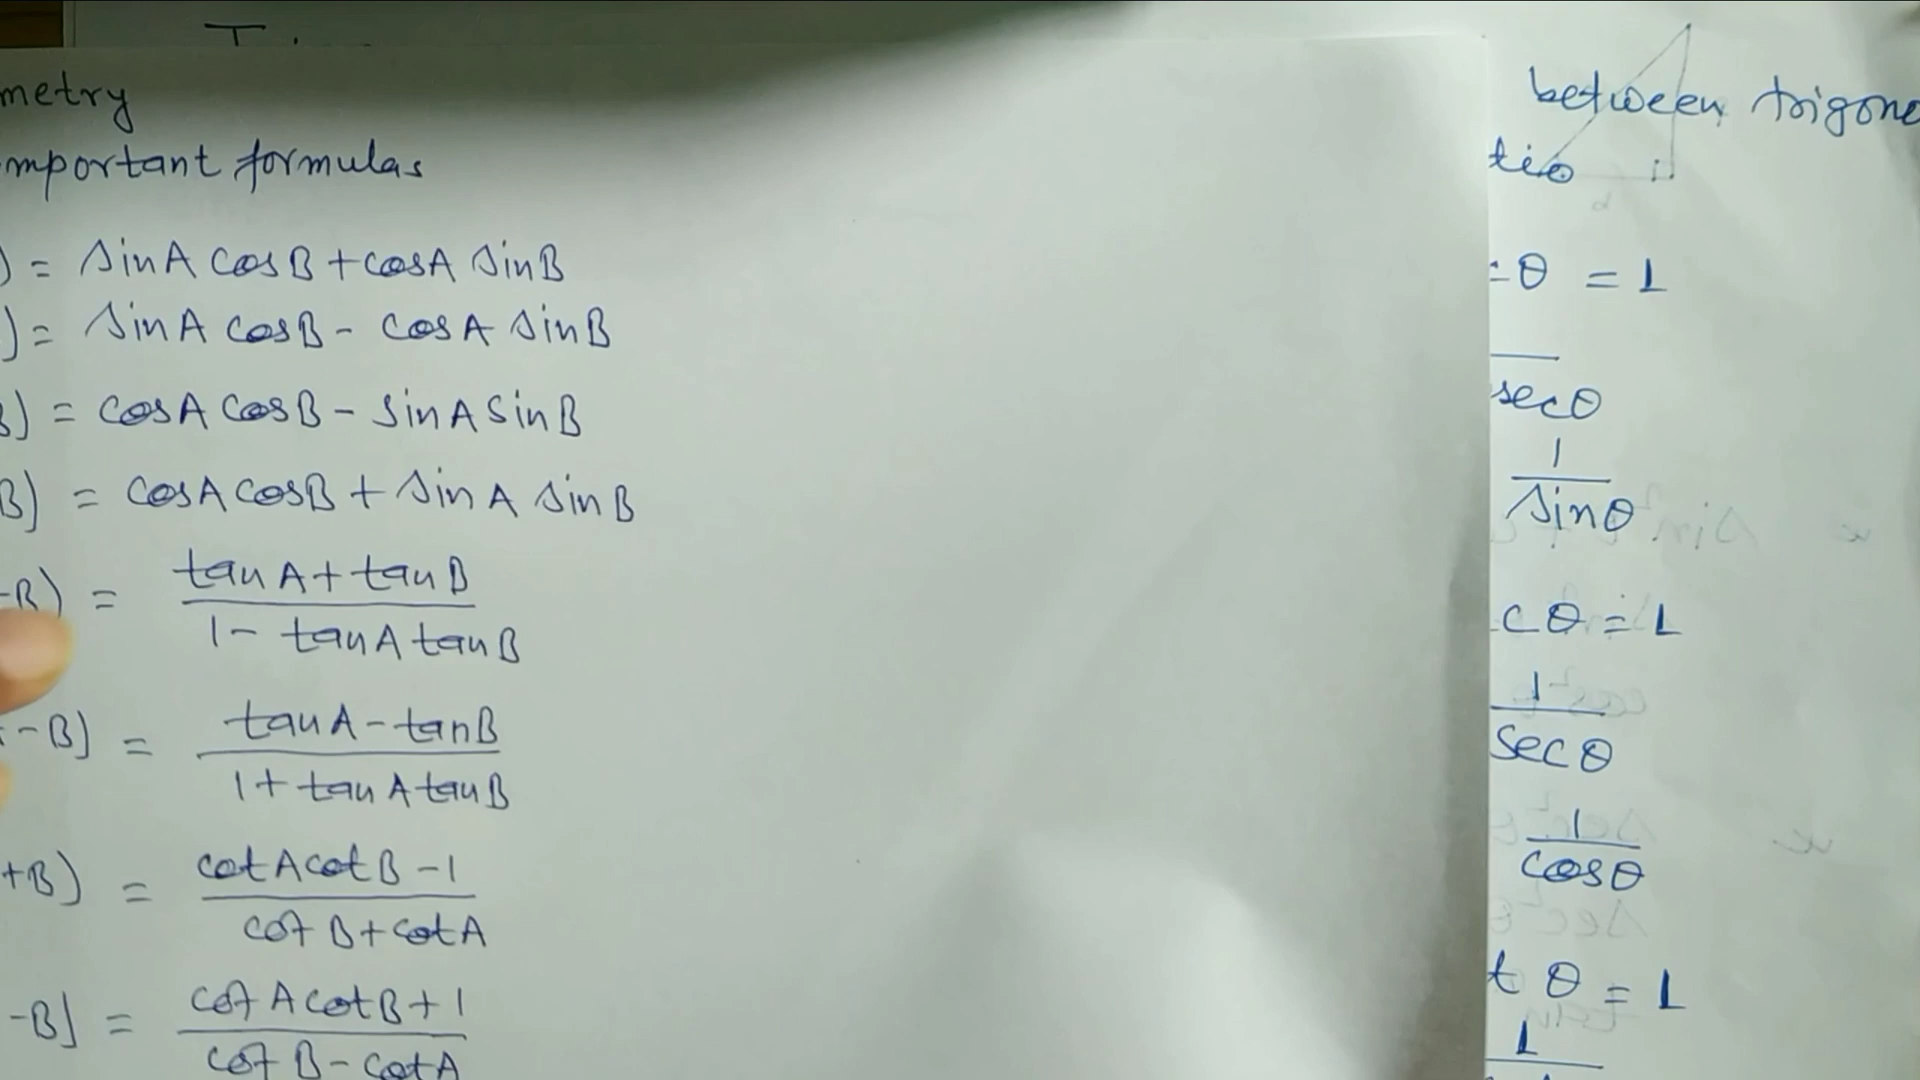 metry
mportant formulas
) = sinA cosB + cosA sinB
) = sinA cosB - cosA sinB
B) = cosA cosB - sinA sinB
B) = cosA cosB + sinA sinB
-B) = tanA + tanB
1 - tanA tanB
-B) = tanA - tanB
1 + tanA tanB
+B) = cotA cotB - 1
cotB + cotA
-B] = cotA cotB + 1
cotB - cotA
between trigono
tio
θ = 1
secθ
1
sinθ
cθ = 1
1
secθ
1
cosθ
t θ = 1
1